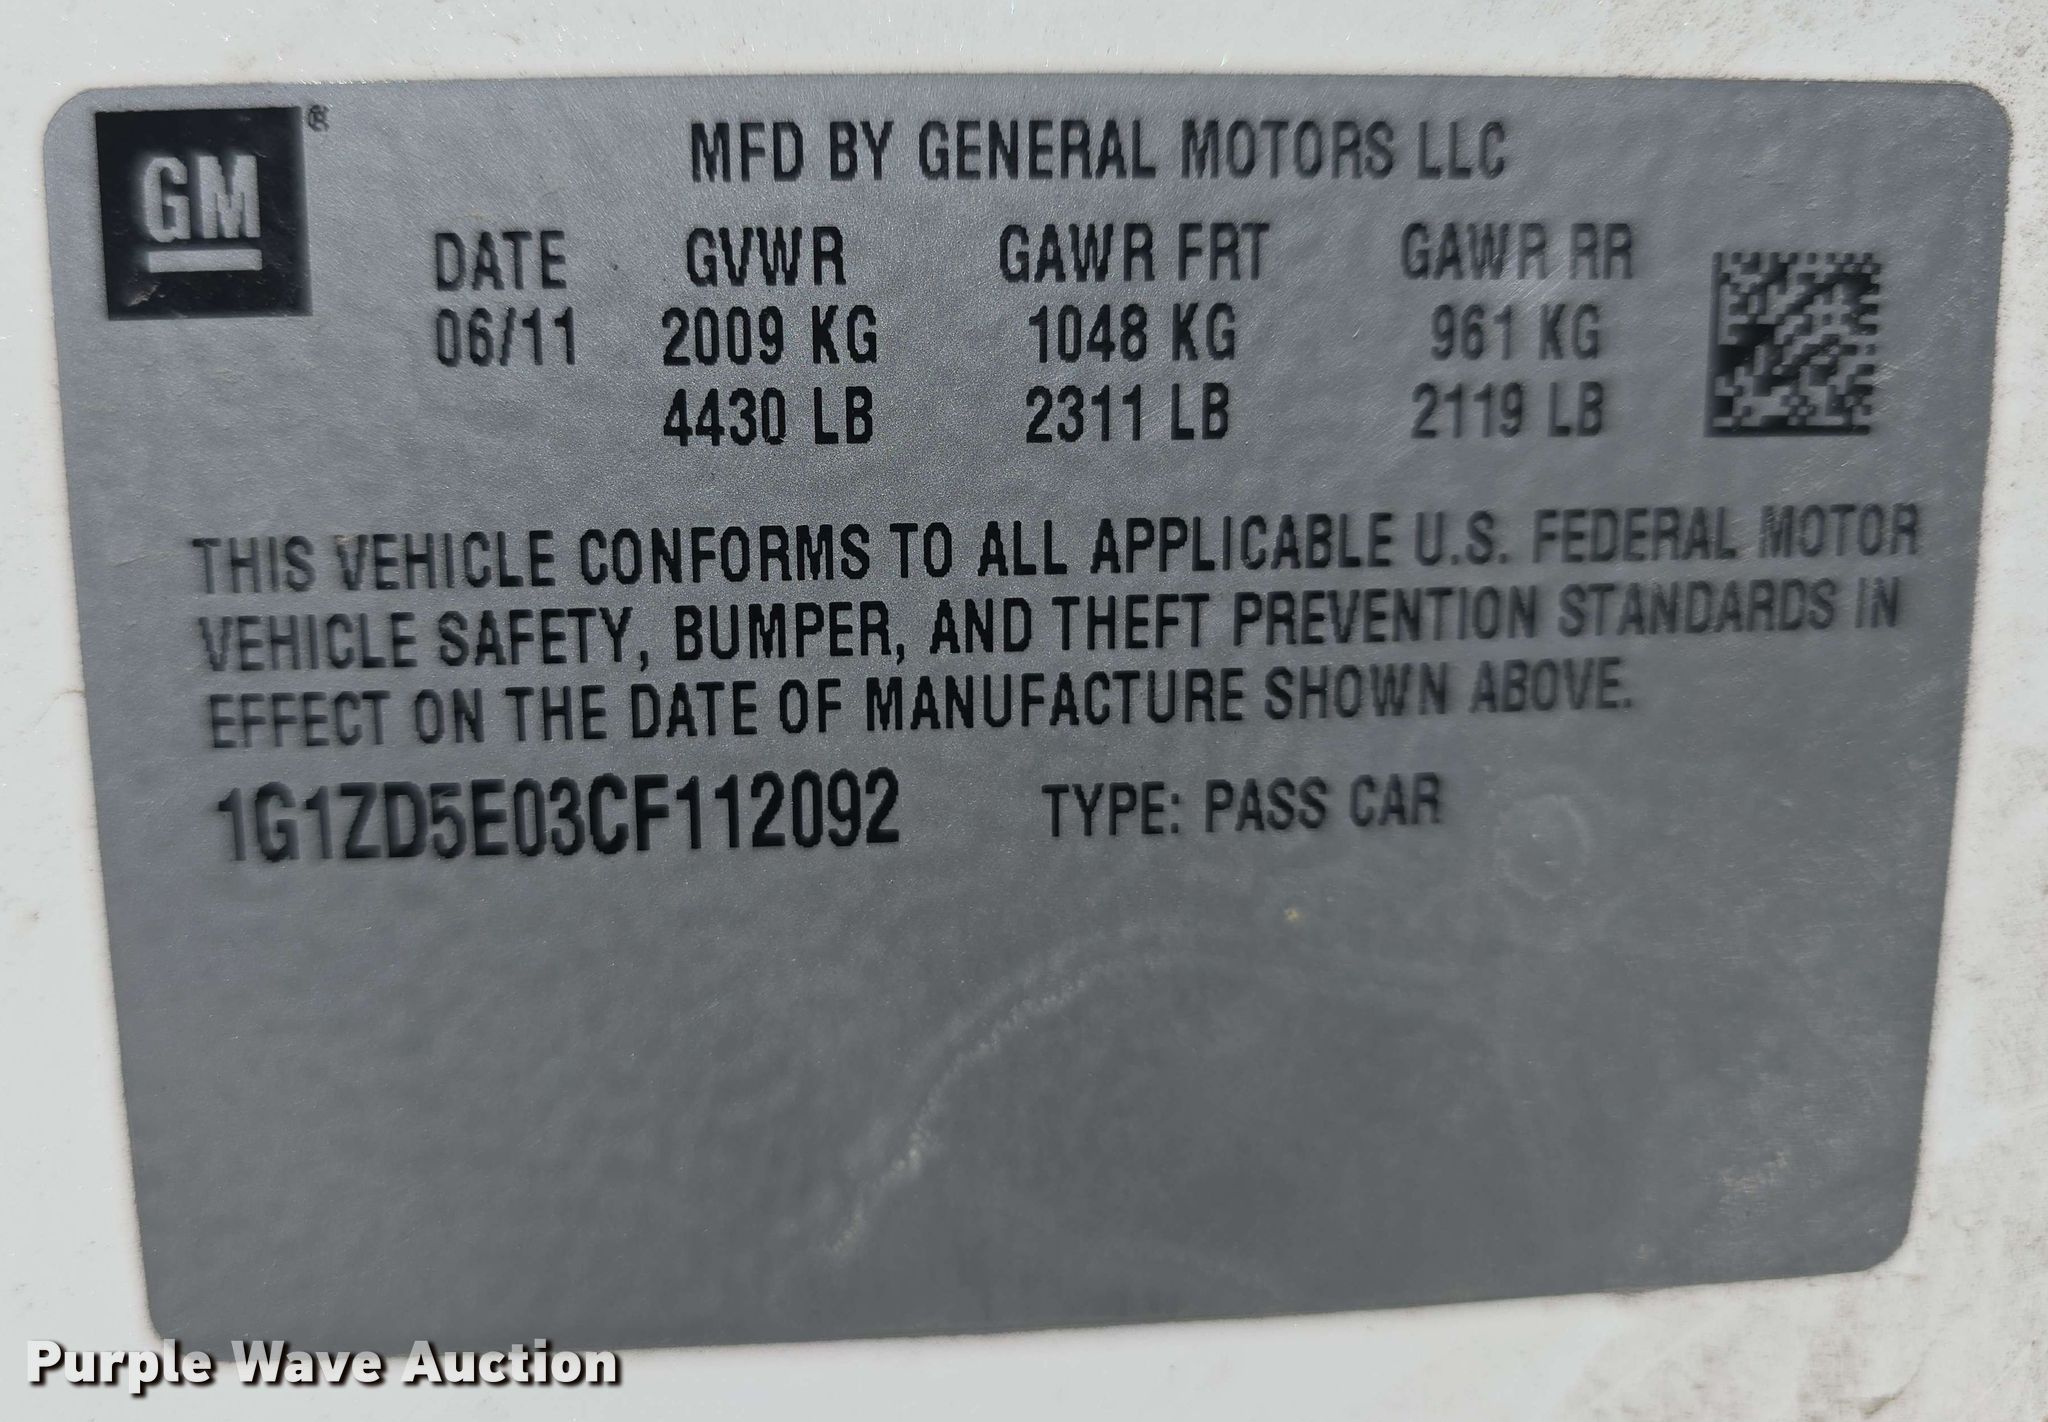 GM®
MFD BY GENERAL MOTORS LLC
DATE GVWR GAWR FRT GAWR RR
06/11 2009 KG 1048 KG 961 KG
4430 LB 2311 LB 2119 LB
THIS VEHICLE CONFORMS TO ALL APPLICABLE U.S. FEDERAL MOTOR
VEHICLE SAFETY, BUMPER, AND THEFT PREVENTION STANDARDS IN
EFFECT ON THE DATE OF MANUFACTURE SHOWN ABOVE.
1G1ZD5E03CF112092 TYPE: PASS CAR
Purple Wave Auction